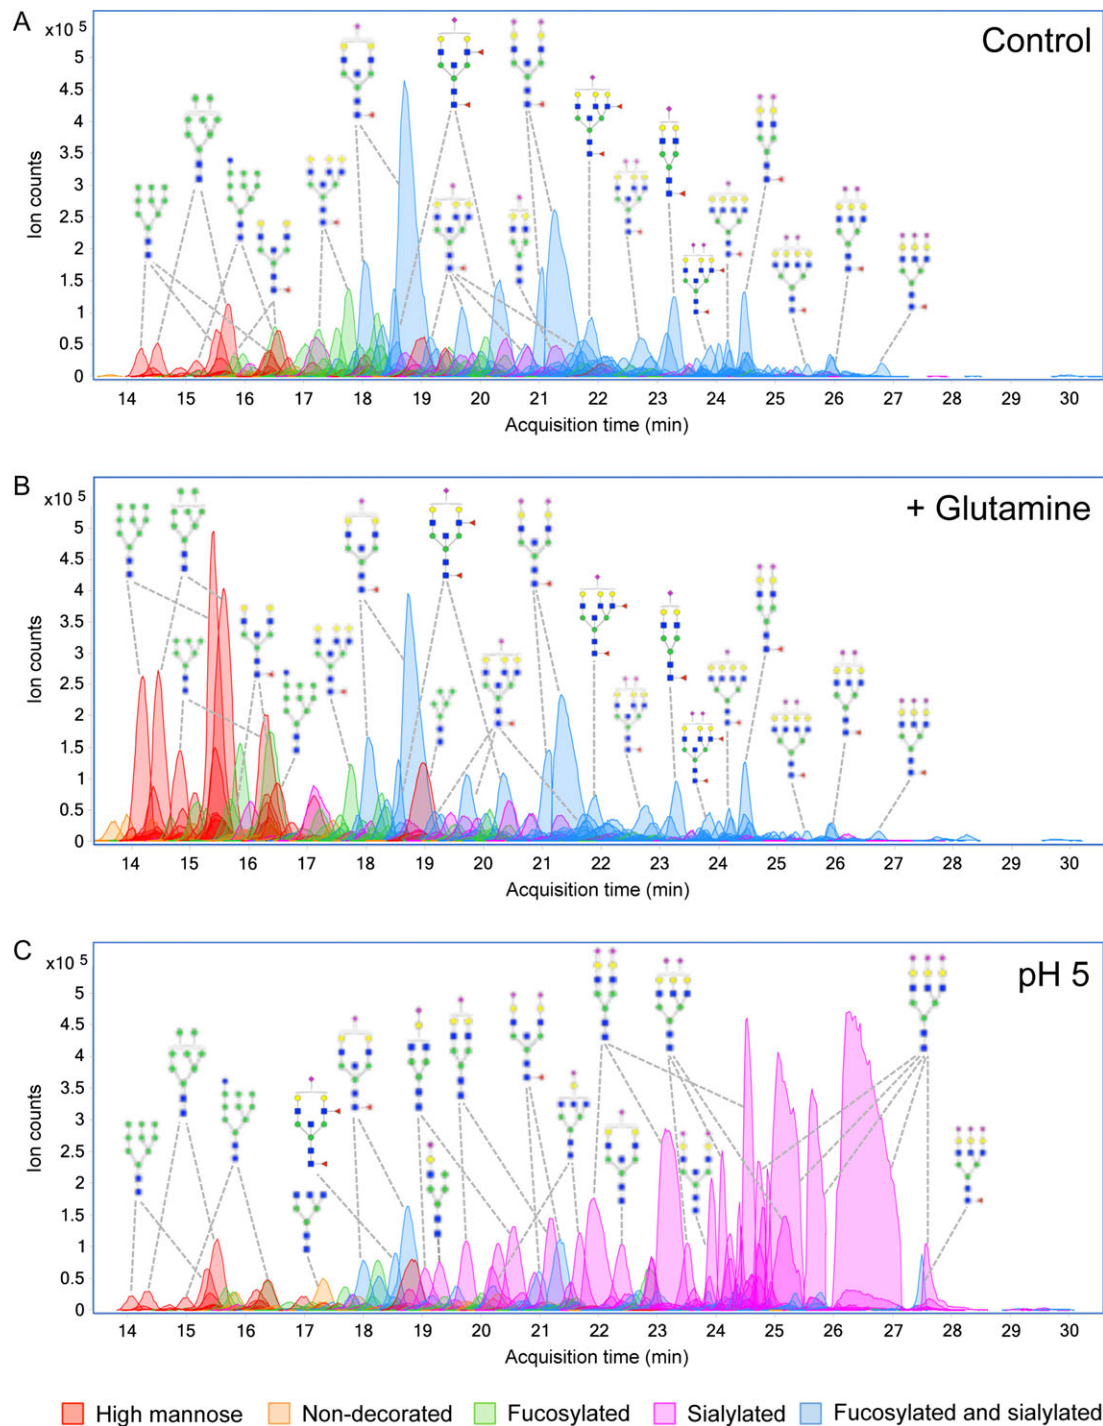 A
x10 5
Control
5
4.5
4
3.5
3
2.5
2
1.5
1
0.5
0
Ion counts
14 15 16 17 18 19 20 21 22 23 24 25 26 27 28 29 30
Acquisition time (min)
B
x10 5
+ Glutamine
5
4.5
4
3.5
3
2.5
2
1.5
1
0.5
0
Ion counts
14 15 16 17 18 19 20 21 22 23 24 25 26 27 28 29 30
Acquisition time (min)
C
x10 5
pH 5
5
4.5
4
3.5
3
2.5
2
1.5
1
0.5
0
Ion counts
14 15 16 17 18 19 20 21 22 23 24 25 26 27 28 29 30
Acquisition time (min)
High mannose Non-decorated Fucosylated Sialylated Fucosylated and sialylated